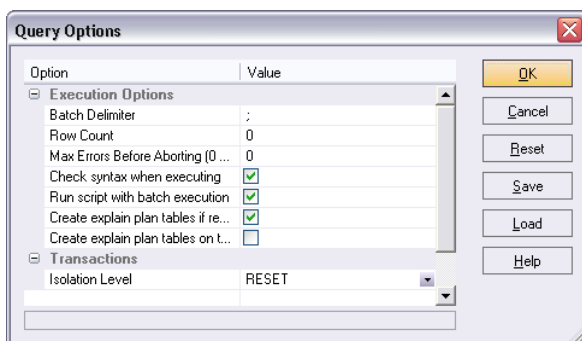 Query Options
Option Value
Execution Options
Batch Delimiter ;
Row Count 0
Max Errors Before Aborting (0 ... 0
Check syntax when executing
Run script with batch execution
Create explain plan tables if re...
Create explain plan tables on t...
Transactions
Isolation Level RESET
OK
Cancel
Reset
Save
Load
Help